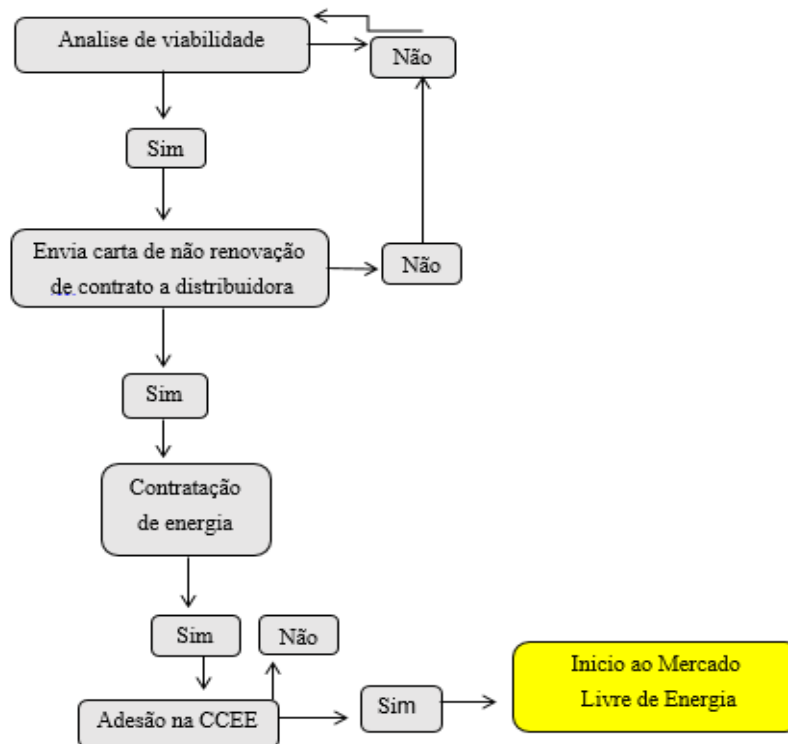 Analise de viabilidade
Não
Sim
Envia carta de não renovação
de contrato a distribuidora
Não
Sim
Contratação
de energia
Sim
Não
Adesão na CCEE
Sim
Inicio ao Mercado
Livre de Energia